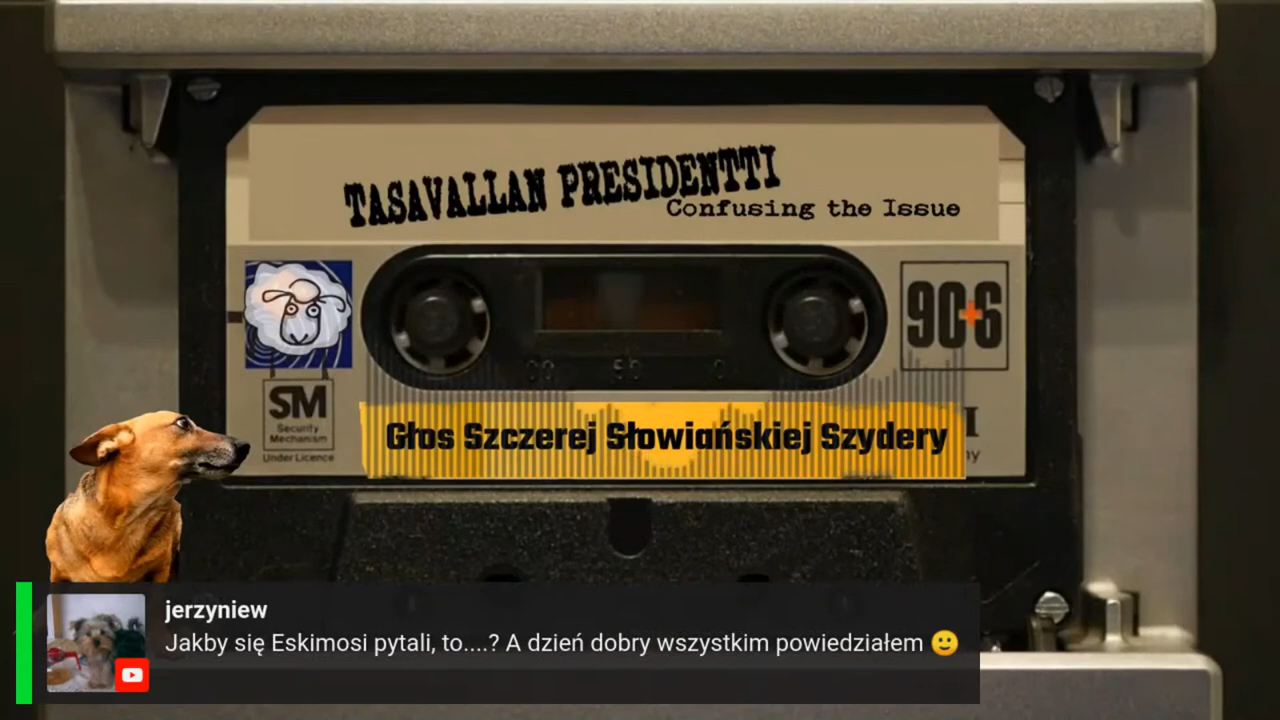 TASAVALLAN PRESIDENTTI
Confusing the Issue
90+6
SM
Security
Mechanism
Under Licence
Głos Szczerej Słowiańskiej Szydery
jerzyniew
Jakby się Eskimosi pytali, to....? A dzień dobry wszystkim powiedziałem 🙂